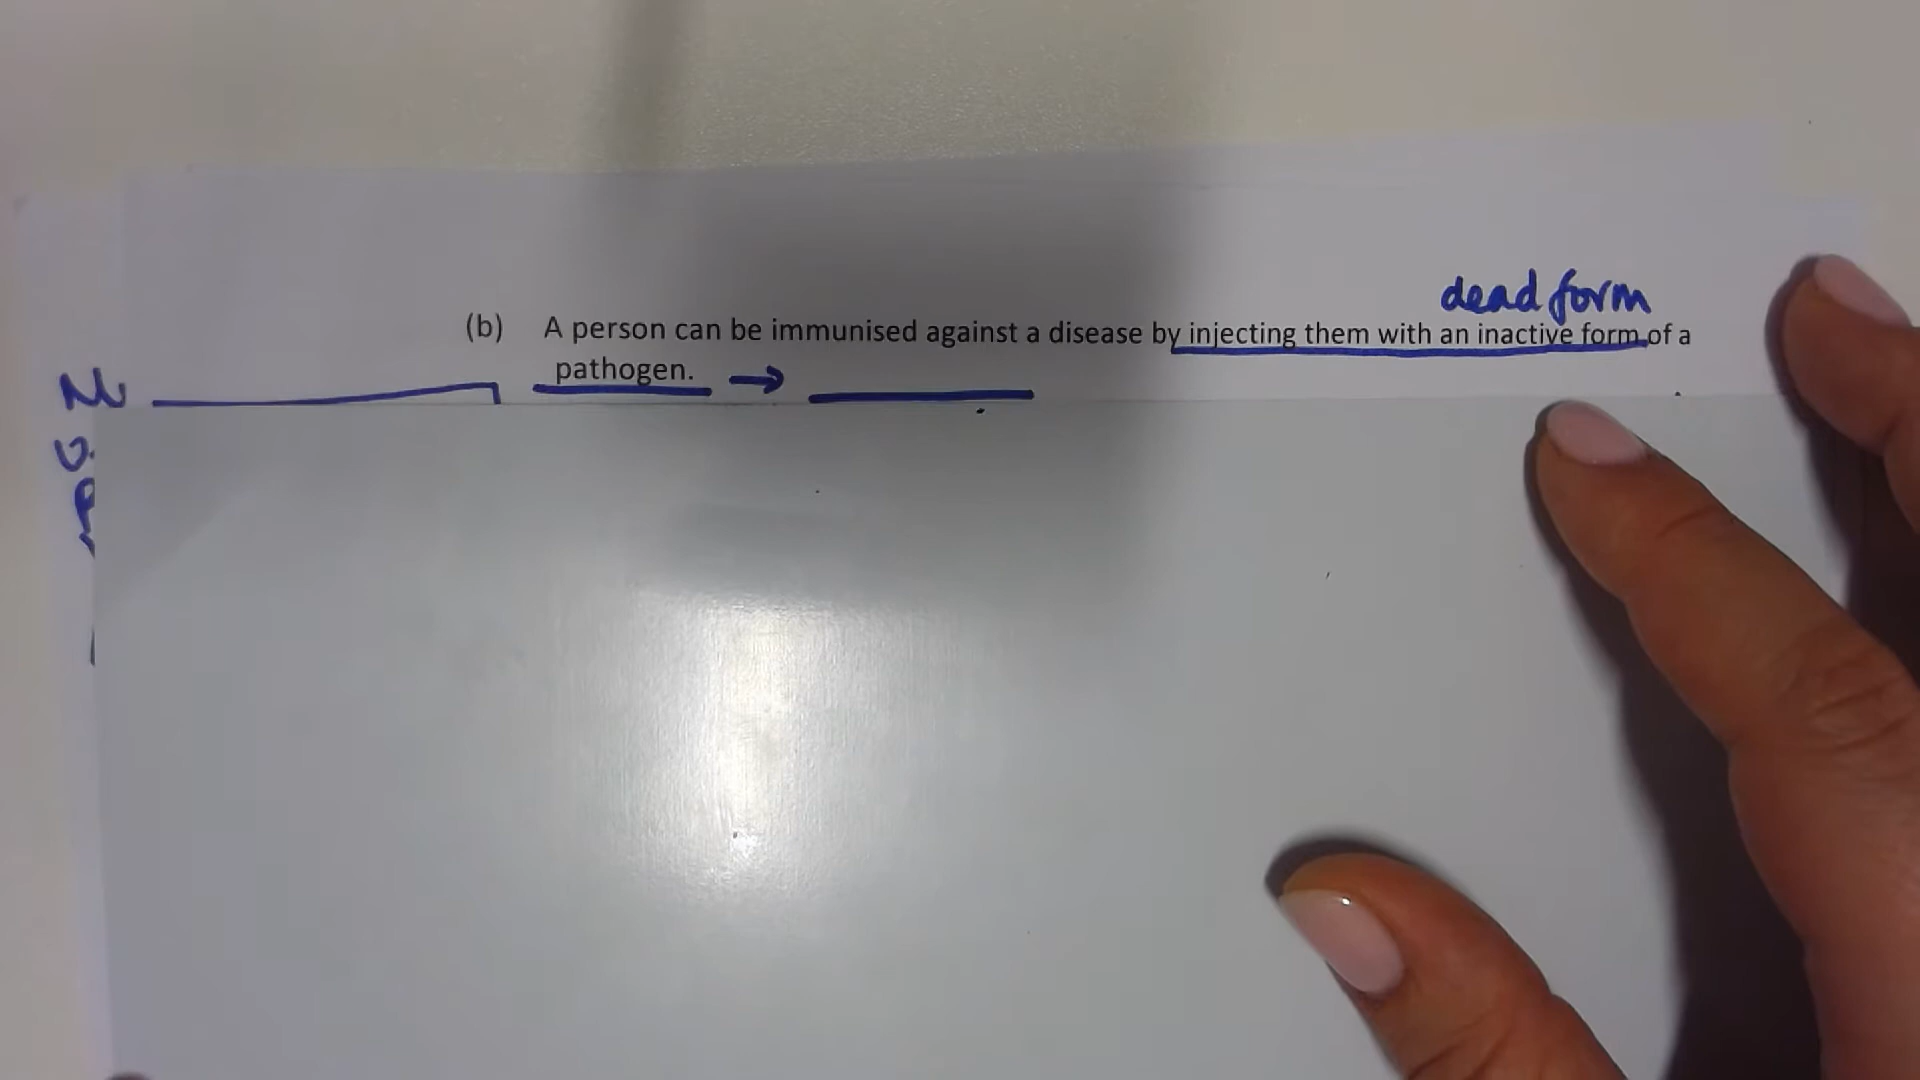 dead form
(b) A person can be immunised against a disease by injecting them with an inactive form of a
pathogen. →